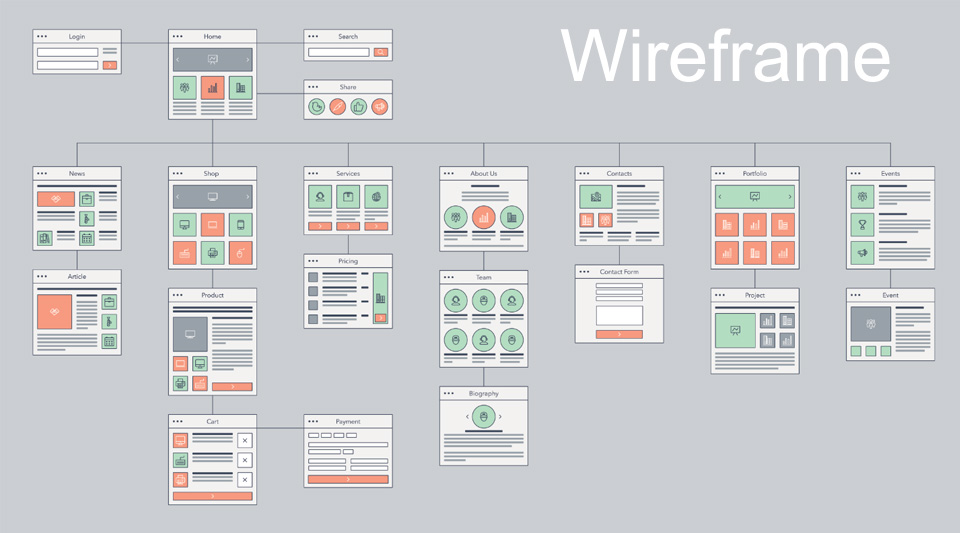 Wireframe
Login
Home
Search
Share
News
Shop
Services
About Us
Contacts
Portfolio
Events
Article
Product
Pricing
Team
Contact Form
Project
Event
Cart
Payment
Biography